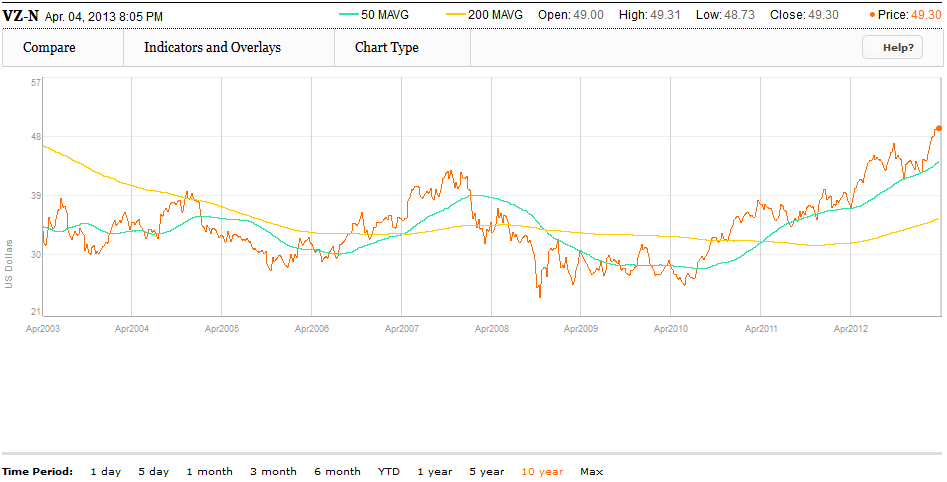 VZ-N Apr. 04, 2013 8:05 PM 50 MAVG 200 MAVG Open: 49.00 High: 49.31 Low: 48.73 Close: 49.30 Price: 49.30
Compare Indicators and Overlays Chart Type Help?
57
48
39
30
21
US Dollars
Apr2003 Apr2004 Apr2005 Apr2006 Apr2007 Apr2008 Apr2009 Apr2010 Apr2011 Apr2012
Time Period: 1 day 5 day 1 month 3 month 6 month YTD 1 year 5 year 10 year Max